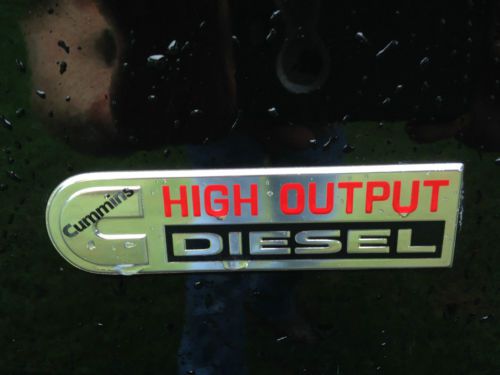 Cummins
HIGH OUTPUT
DIESEL